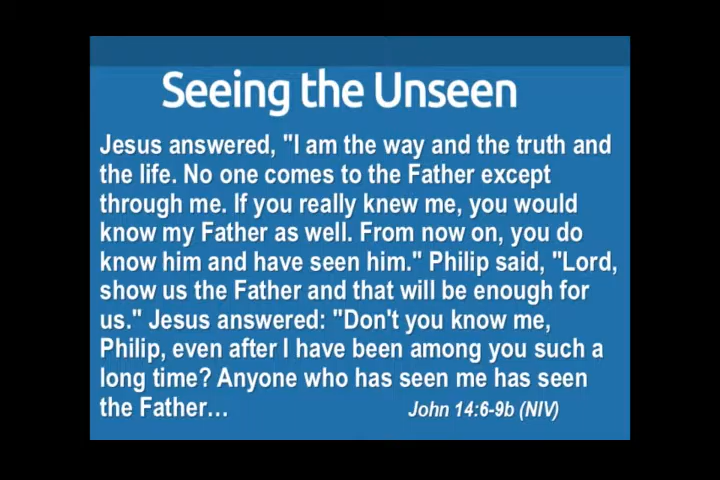 Seeing the Unseen
Jesus answered, "I am the way and the truth and
the life. No one comes to the Father except
through me. If you really knew me, you would
know my Father as well. From now on, you do
know him and have seen him." Philip said, "Lord,
show us the Father and that will be enough for
us." Jesus answered: "Don't you know me,
Philip, even after I have been among you such a
long time? Anyone who has seen me has seen
the Father… John 14:6-9b (NIV)